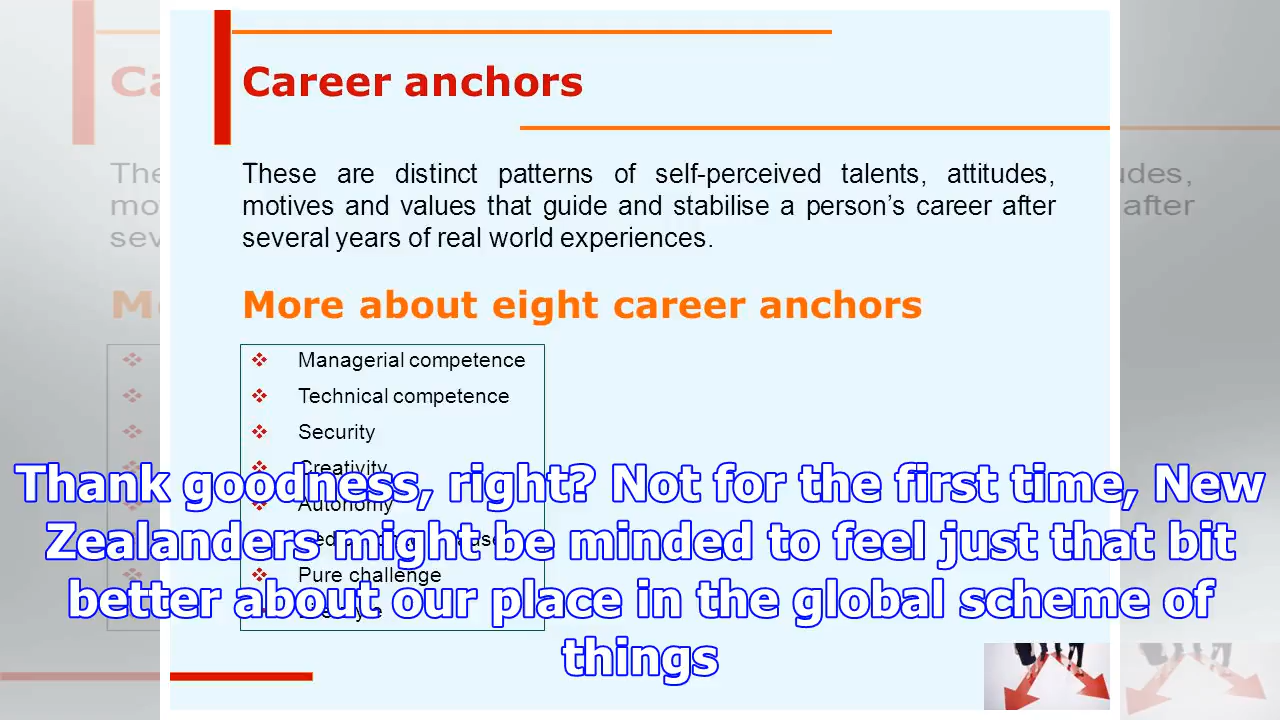 Career anchors
These are distinct patterns of self-perceived talents, attitudes,
motives and values that guide and stabilise a person's career after
several years of real world experiences.
More about eight career anchors
Managerial competence
Technical competence
Security
Creativity
Autonomy
Pure challenge
Thank goodness, right? Not for the first time, New
Zealanders might be minded to feel just that bit
better about our place in the global scheme of
things